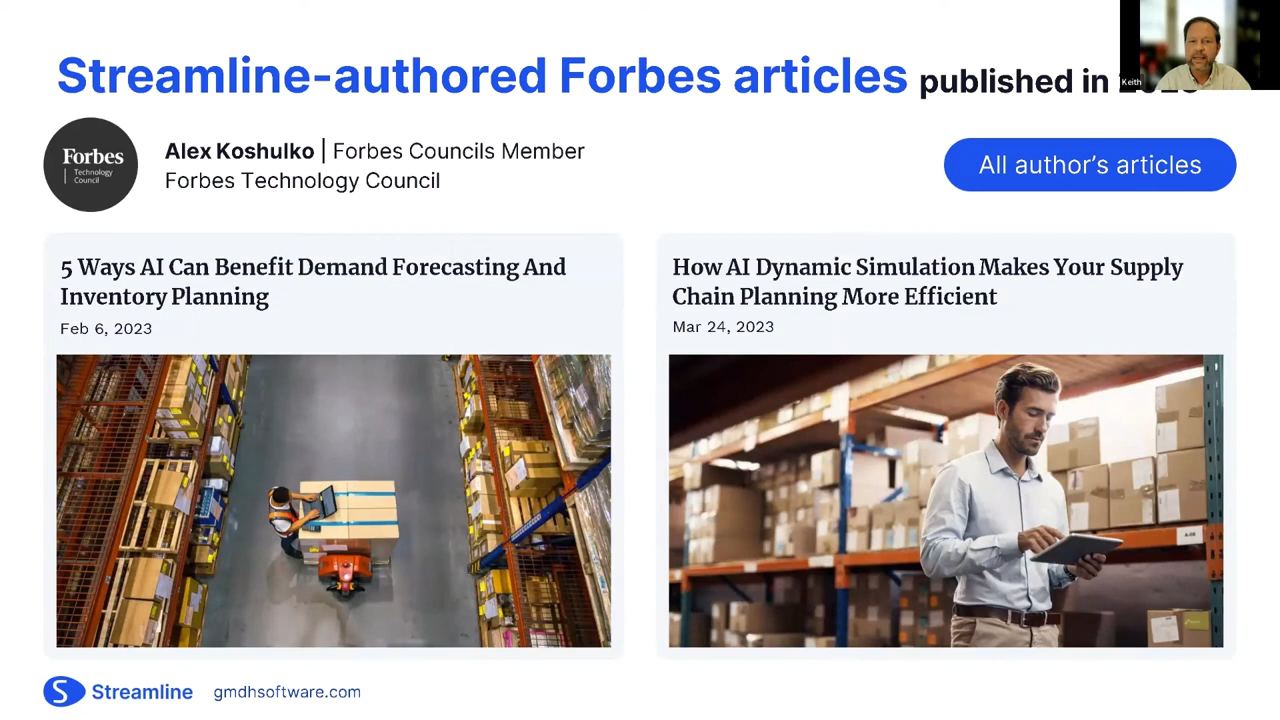 Streamline-authored Forbes articles published in
Keith
Forbes
Technology
Council
Alex Koshulko | Forbes Councils Member
Forbes Technology Council
All author's articles
5 Ways AI Can Benefit Demand Forecasting And
Inventory Planning
Feb 6, 2023
How AI Dynamic Simulation Makes Your Supply
Chain Planning More Efficient
Mar 24, 2023
A-08
S Streamline gmdhsoftware.com